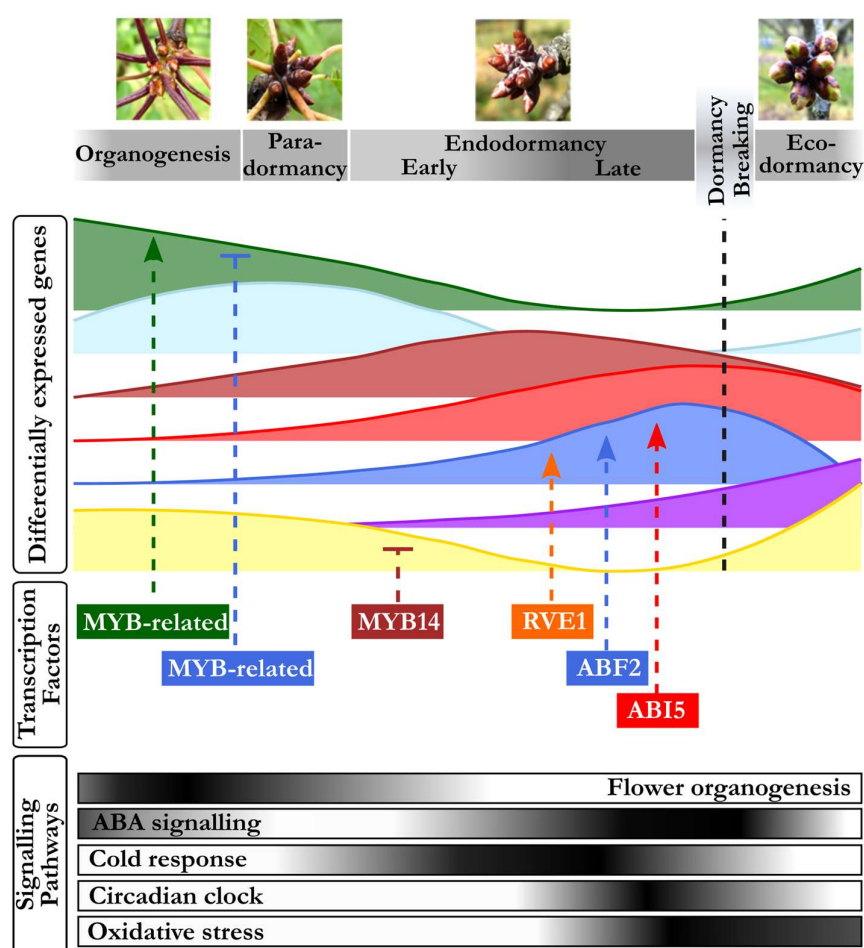 Organogenesis
Para-
dormancy
Endodormancy
Early
Late
Dormancy
Breaking
Eco-
dormancy
Differentially expressed genes
Transcription
Factors
MYB-related
MYB-related
MYB14
RVE1
ABF2
ABI5
Signalling
Pathways
Flower organogenesis
ABA signalling
Cold response
Circadian clock
Oxidative stress